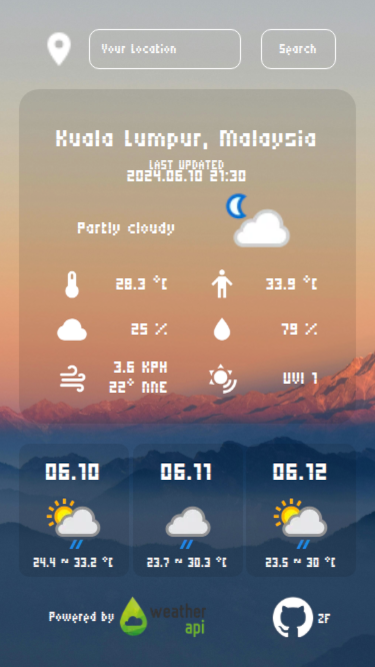 Your Location
Search
Kuala Lumpur, Malaysia
LAST UPDATED
2024.06.10 21:30
Partly cloudy
28.3 °C
33.9 °C
25 %
79 %
3.6 KPH
22° NNE
UVI 1
06.10
06.11
06.12
24.4 ~ 33.2 °C
23.7 ~ 30.3 °C
23.5 ~ 30 °C
Powered by
weather
api
ZF